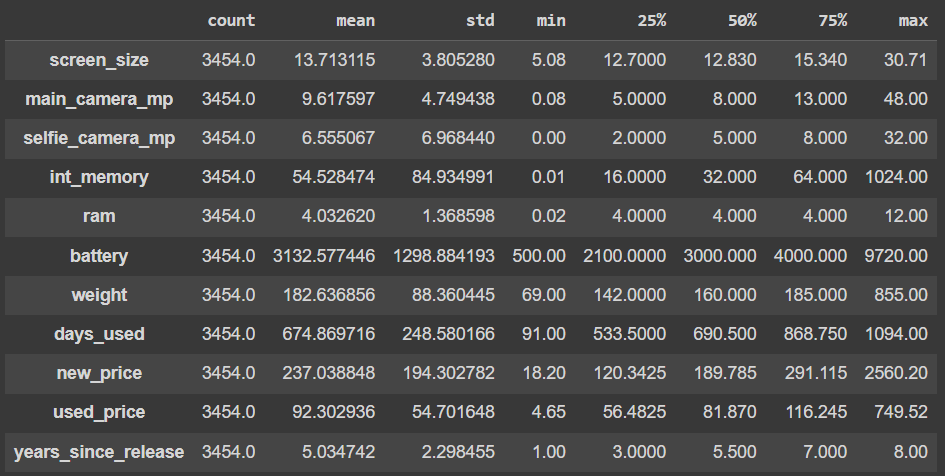 count mean std min 25% 50% 75% max
screen_size 3454.0 13.713115 3.805280 5.08 12.7000 12.830 15.340 30.71
main_camera_mp 3454.0 9.617597 4.749438 0.08 5.0000 8.000 13.000 48.00
selfie_camera_mp 3454.0 6.555067 6.968440 0.00 2.0000 5.000 8.000 32.00
int_memory 3454.0 54.528474 84.934991 0.01 16.0000 32.000 64.000 1024.00
ram 3454.0 4.032620 1.368598 0.02 4.0000 4.000 4.000 12.00
battery 3454.0 3132.577446 1298.884193 500.00 2100.0000 3000.000 4000.000 9720.00
weight 3454.0 182.636856 88.360445 69.00 142.0000 160.000 185.000 855.00
days_used 3454.0 674.869716 248.580166 91.00 533.5000 690.500 868.750 1094.00
new_price 3454.0 237.038848 194.302782 18.20 120.3425 189.785 291.115 2560.20
used_price 3454.0 92.302936 54.701648 4.65 56.4825 81.870 116.245 749.52
years_since_release 3454.0 5.034742 2.298455 1.00 3.0000 5.500 7.000 8.00